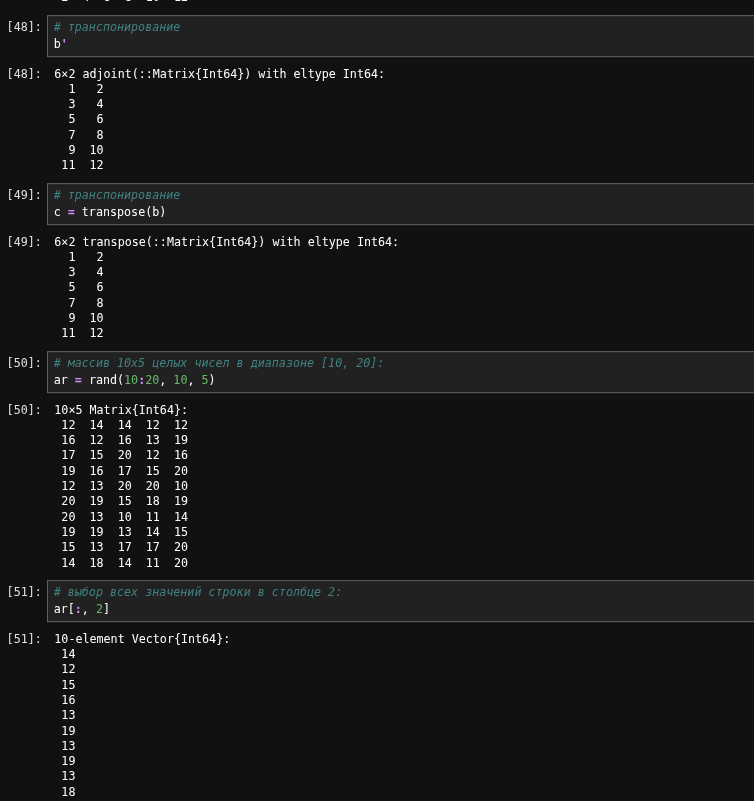 [48]: # транспонирование
b'
[48]: 6×2 adjoint(::Matrix{Int64}) with eltype Int64:
1 2
3 4
5 6
7 8
9 10
11 12
[49]: # транспонирование
c = transpose(b)
[49]: 6×2 transpose(::Matrix{Int64}) with eltype Int64:
1 2
3 4
5 6
7 8
9 10
11 12
[50]: # массив 10x5 целых чисел в диапазоне [10, 20]:
ar = rand(10:20, 10, 5)
[50]: 10×5 Matrix{Int64}:
12 14 14 12 12
16 12 16 13 19
17 15 20 12 16
19 16 17 15 20
12 13 20 20 10
20 19 15 18 19
20 13 10 11 14
19 19 13 14 15
15 13 17 17 20
14 18 14 11 20
[51]: # выбор всех значений строки в столбце 2:
ar[:, 2]
[51]: 10-element Vector{Int64}:
14
12
15
16
13
19
13
19
13
18